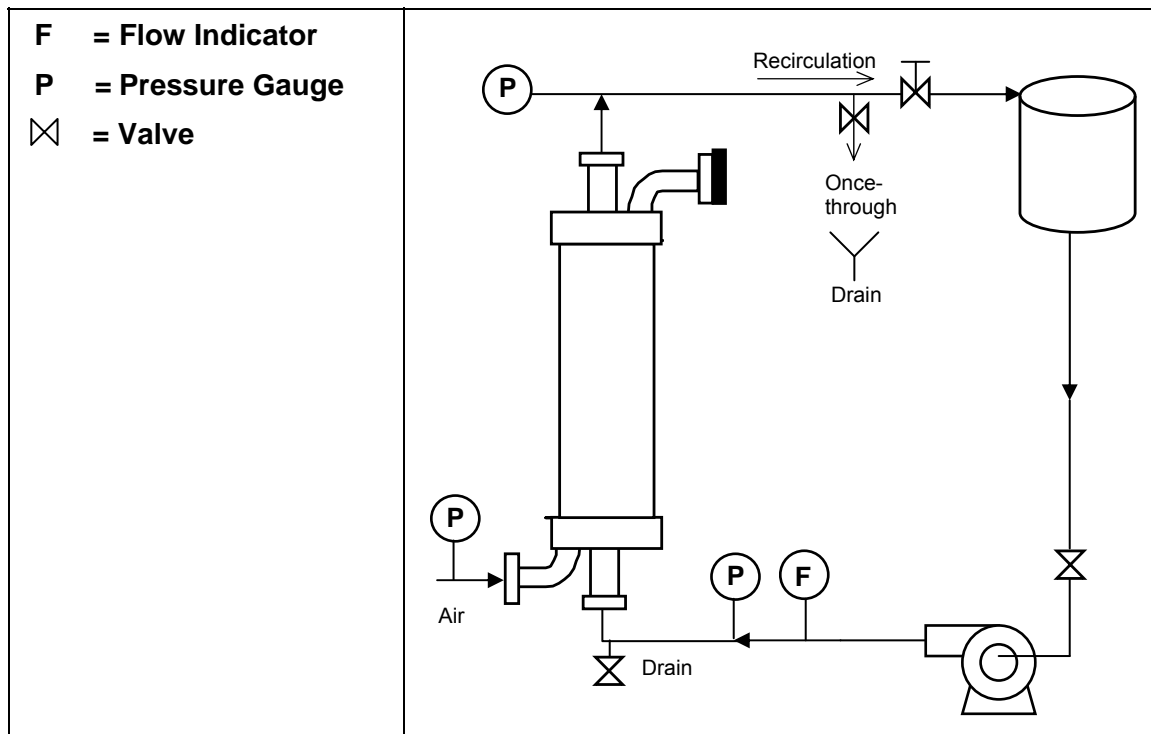 F = Flow Indicator
P = Pressure Gauge
= Valve
Recirculation
P
Once-
through
Drain
P
Air
P
F
Drain